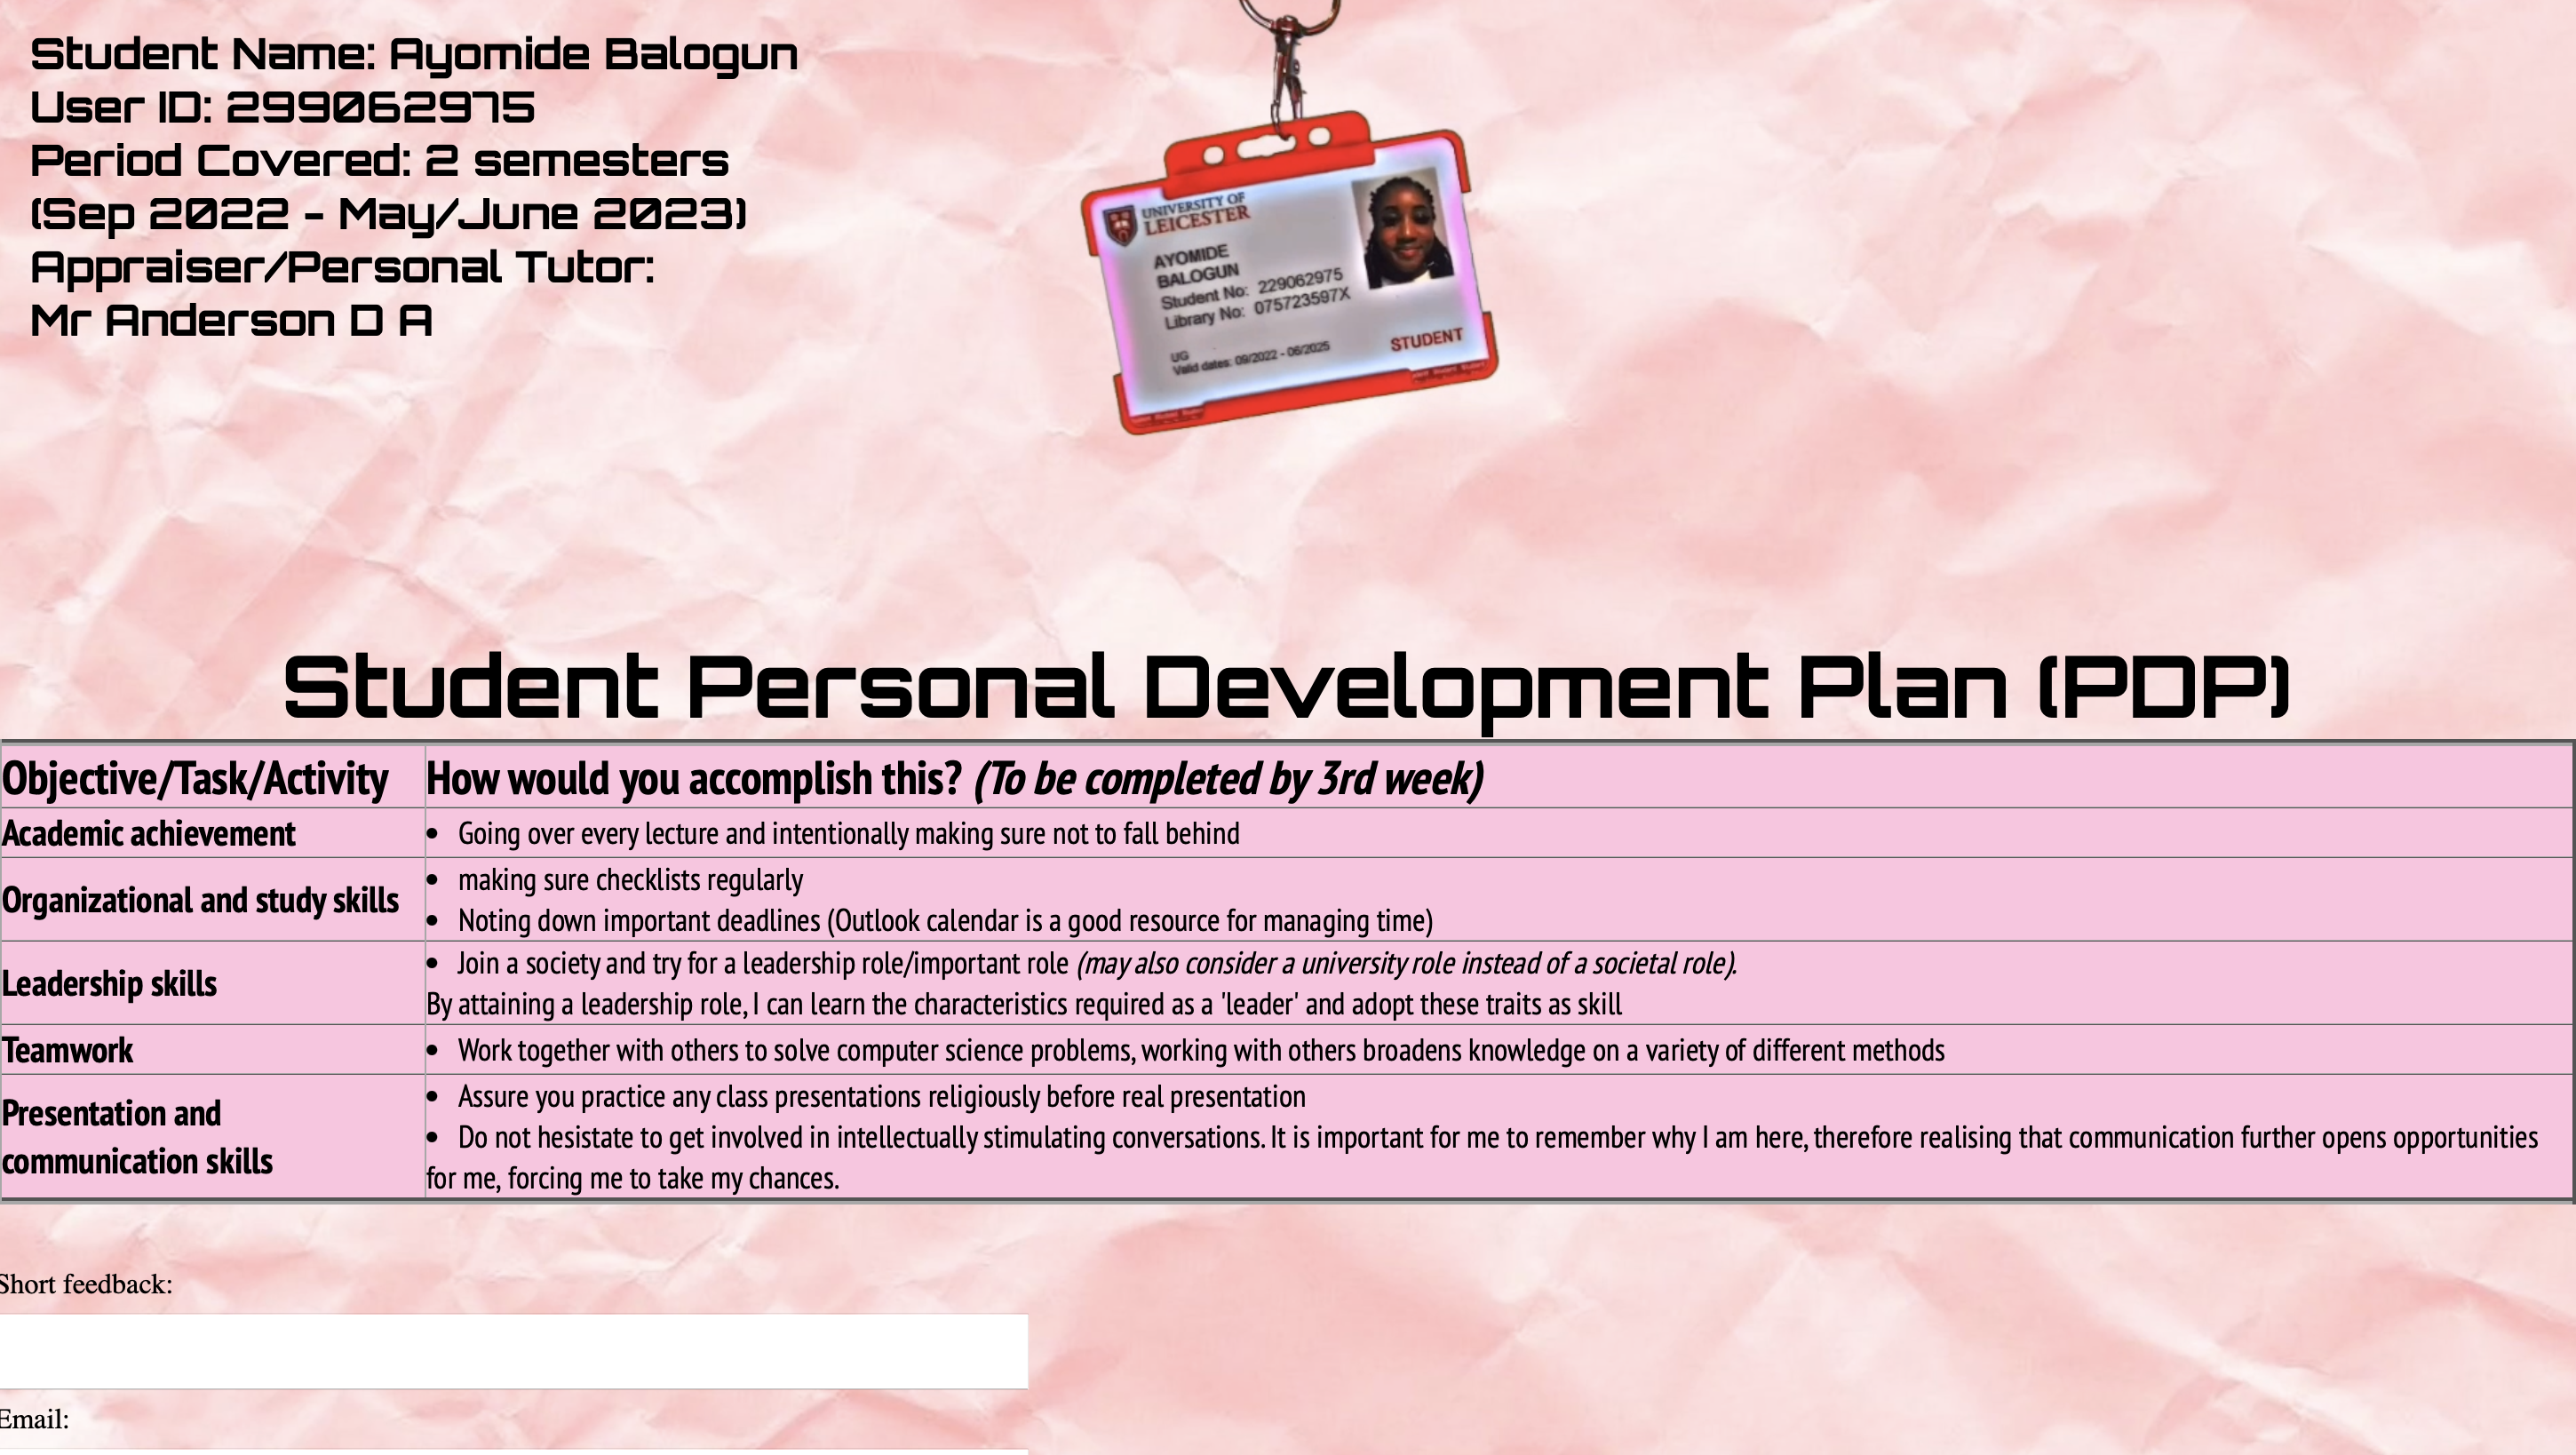 Student Name: Ayomide Balogun
User ID: 299062975
Period Covered: 2 semesters
(Sep 2022 - May/June 2023)
Appraiser/Personal Tutor:
Mr Anderson D A
UNIVERSITY OF
LEICESTER
AYOMIDE
BALOGUN
Student No: 229062975
Library No: 075723597X
UG
Valid dates: 09/2022 - 06/2025
STUDENT
Student Personal Development Plan (PDP)
Objective/Task/Activity
How would you accomplish this? (To be completed by 3rd week)
Academic achievement
• Going over every lecture and intentionally making sure not to fall behind
Organizational and study skills
• making sure checklists regularly
• Noting down important deadlines (Outlook calendar is a good resource for managing time)
Leadership skills
• Join a society and try for a leadership role/important role (may also consider a university role instead of a societal role).
By attaining a leadership role, I can learn the characteristics required as a 'leader' and adopt these traits as skill
Teamwork
• Work together with others to solve computer science problems, working with others broadens knowledge on a variety of different methods
Presentation and
communication skills
• Assure you practice any class presentations religiously before real presentation
• Do not hesistate to get involved in intellectually stimulating conversations. It is important for me to remember why I am here, therefore realising that communication further opens opportunities
for me, forcing me to take my chances.
Short feedback:
Email: